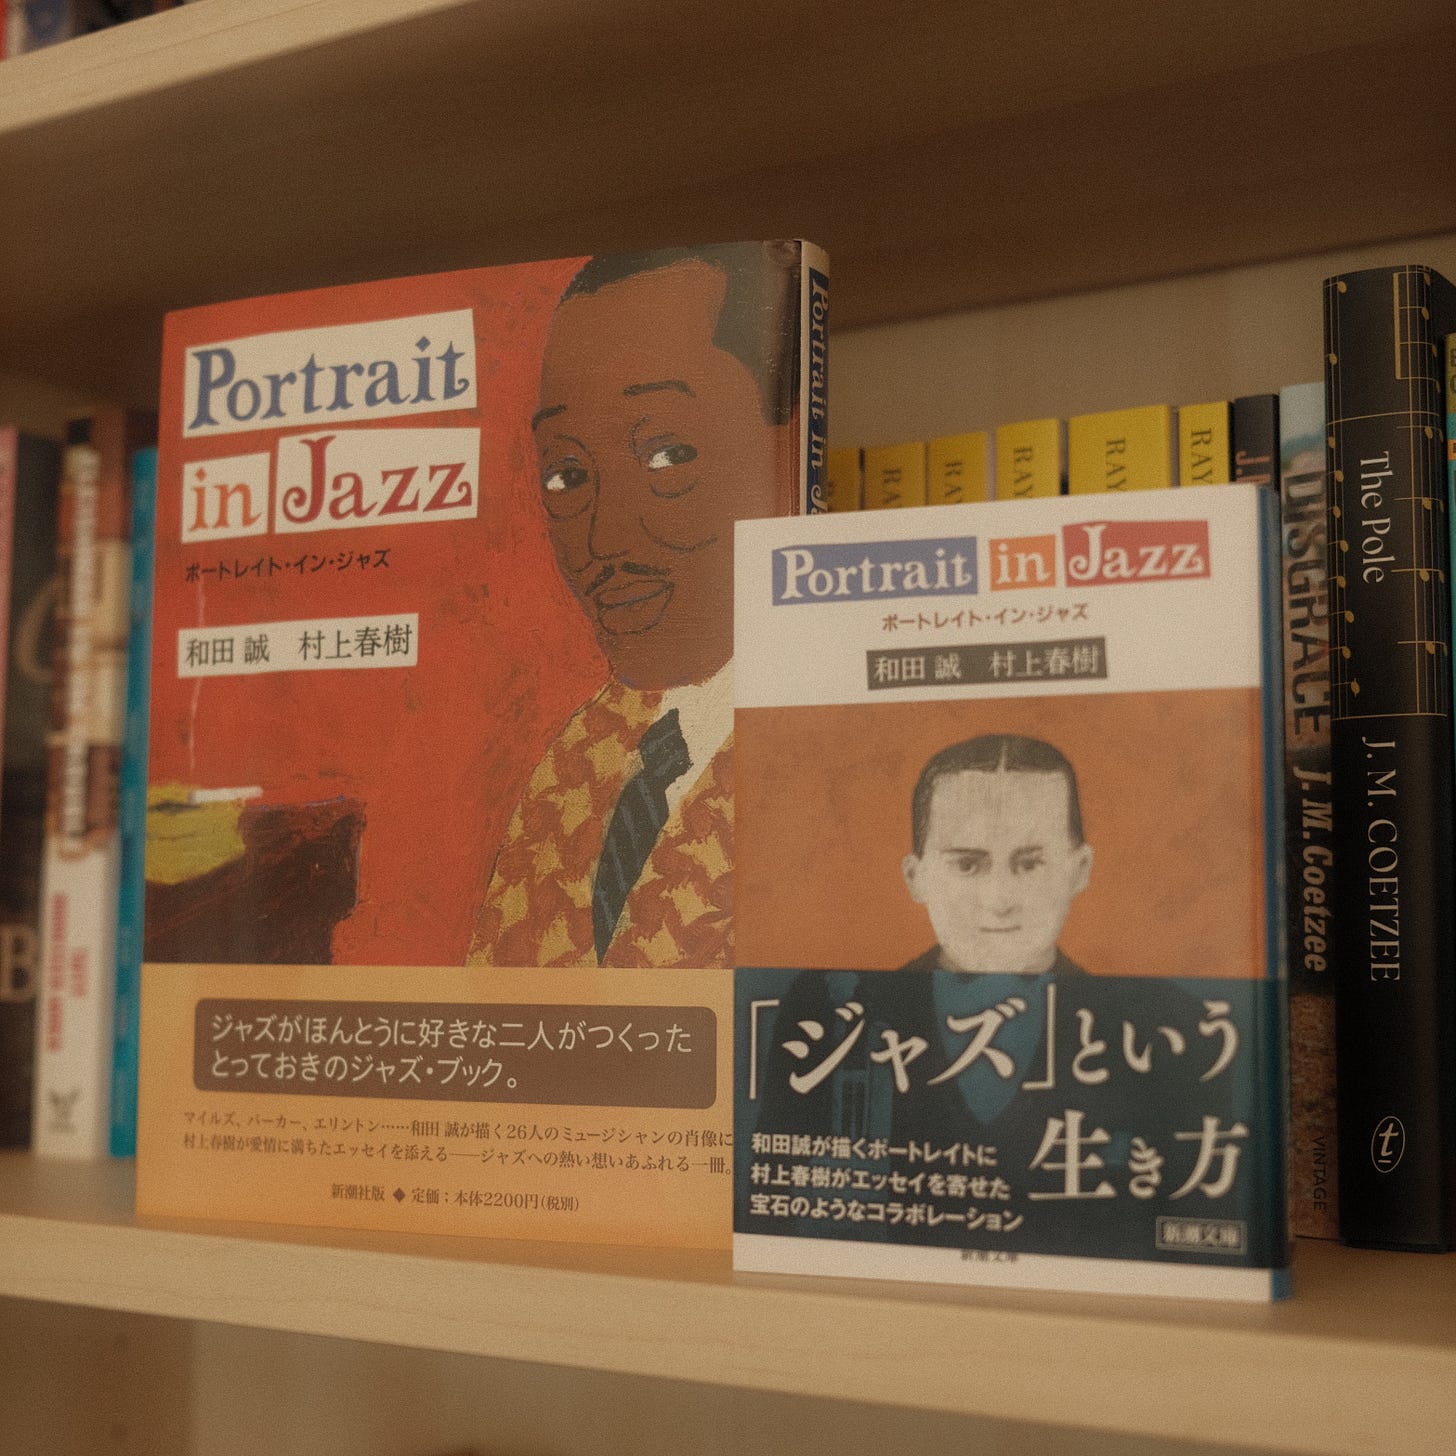 Portrait
in Jazz
ポートレイト・イン・ジャズ
和田 誠　村上春樹
ジャズがほんとうに好きな二人がつくった
とっておきのジャズ・ブック。
マイルズ、パーカー、エリントン……和田 誠が描く26人のミュージシャンの肖像に
村上春樹が愛情に満ちたエッセイを添える——ジャズへの熱い想いあふれる一冊。
新潮社版 ◆ 定価：本体2200円(税別)
Portrait in
Portrait in Jazz
ポートレイト・イン・ジャズ
和田 誠　村上春樹
「ジャズ」という
生き方
和田誠が描くポートレイトに
村上春樹がエッセイを寄せた
宝石のようなコラボレーション
新潮文庫
新潮文庫
RA
RA
RAY
RAY
RAY
J.
DISGRACE J. M. Coetzee
VINTAGE
The Pole
J. M. COETZEE
t
B